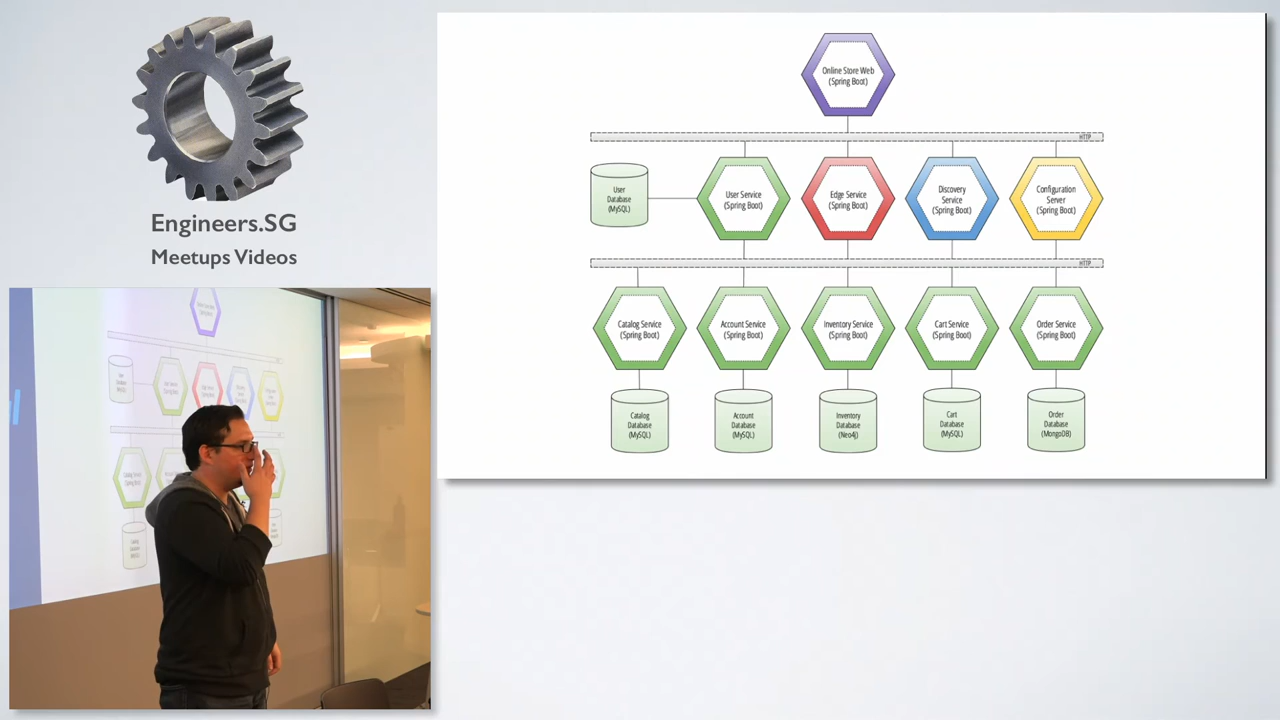 Engineers.SG
Meetups Videos
Online Store Web
(Spring Boot)
HTTP
User
Database
(MySQL)
User Service
(Spring Boot)
Edge Service
(Spring Boot)
Discovery
Service
(Spring Boot)
Configuration
Server
(Spring Boot)
HTTP
Catalog Service
(Spring Boot)
Account Service
(Spring Boot)
Inventory Service
(Spring Boot)
Cart Service
(Spring Boot)
Order Service
(Spring Boot)
Catalog
Database
(MySQL)
Account
Database
(MySQL)
Inventory
Database
(Neo4j)
Cart
Database
(MySQL)
Order
Database
(MongoDB)